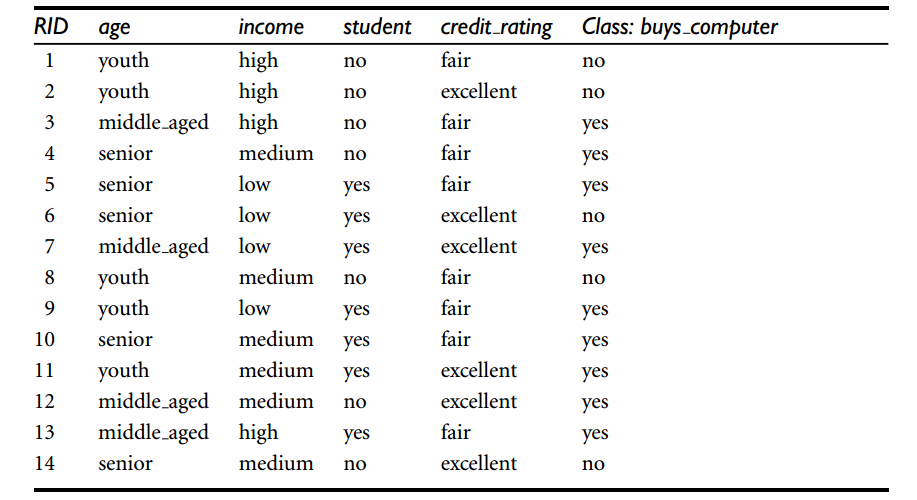 RID age income student credit_rating Class: buys_computer
1 youth high no fair no
2 youth high no excellent no
3 middle_aged high no fair yes
4 senior medium no fair yes
5 senior low yes fair yes
6 senior low yes excellent no
7 middle_aged low yes excellent yes
8 youth medium no fair no
9 youth low yes fair yes
10 senior medium yes fair yes
11 youth medium yes excellent yes
12 middle_aged medium no excellent yes
13 middle_aged high yes fair yes
14 senior medium no excellent no